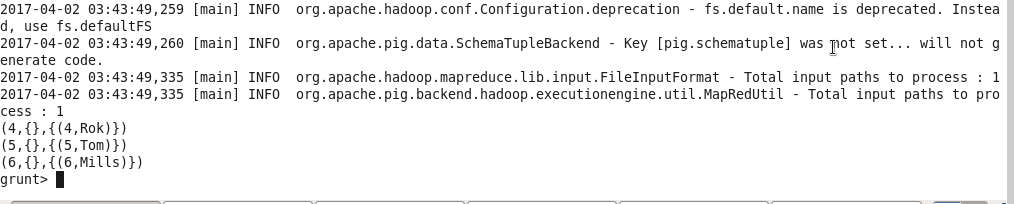 2017-04-02 03:43:49,259 [main] INFO  org.apache.hadoop.conf.Configuration.deprecation - fs.default.name is deprecated. Instea
d, use fs.defaultFS
2017-04-02 03:43:49,260 [main] INFO  org.apache.pig.data.SchemaTupleBackend - Key [pig.schematuple] was not set... will not g
enerate code.
2017-04-02 03:43:49,335 [main] INFO  org.apache.hadoop.mapreduce.lib.input.FileInputFormat - Total input paths to process : 1
2017-04-02 03:43:49,335 [main] INFO  org.apache.pig.backend.hadoop.executionengine.util.MapRedUtil - Total input paths to pro
cess : 1
(4,{},{(4,Rok)})
(5,{},{(5,Tom)})
(6,{},{(6,Mills)})
grunt>